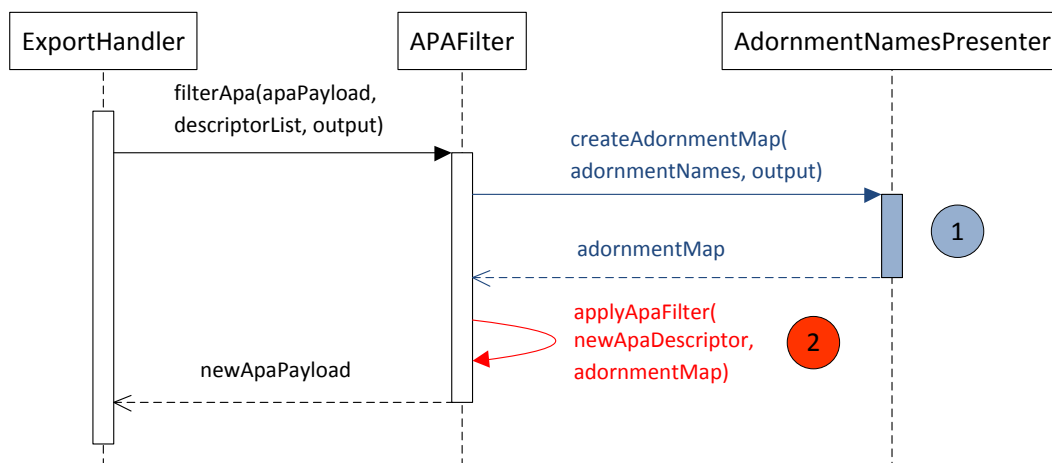 ExportHandler
APAFilter
AdornmentNamesPresenter
filterApa(apaPayload,
descriptorList, output)
createAdornmentMap(
adornmentNames, output)
1
adornmentMap
applyApaFilter(
newApaDescriptor,
adornmentMap)
2
newApaPayload